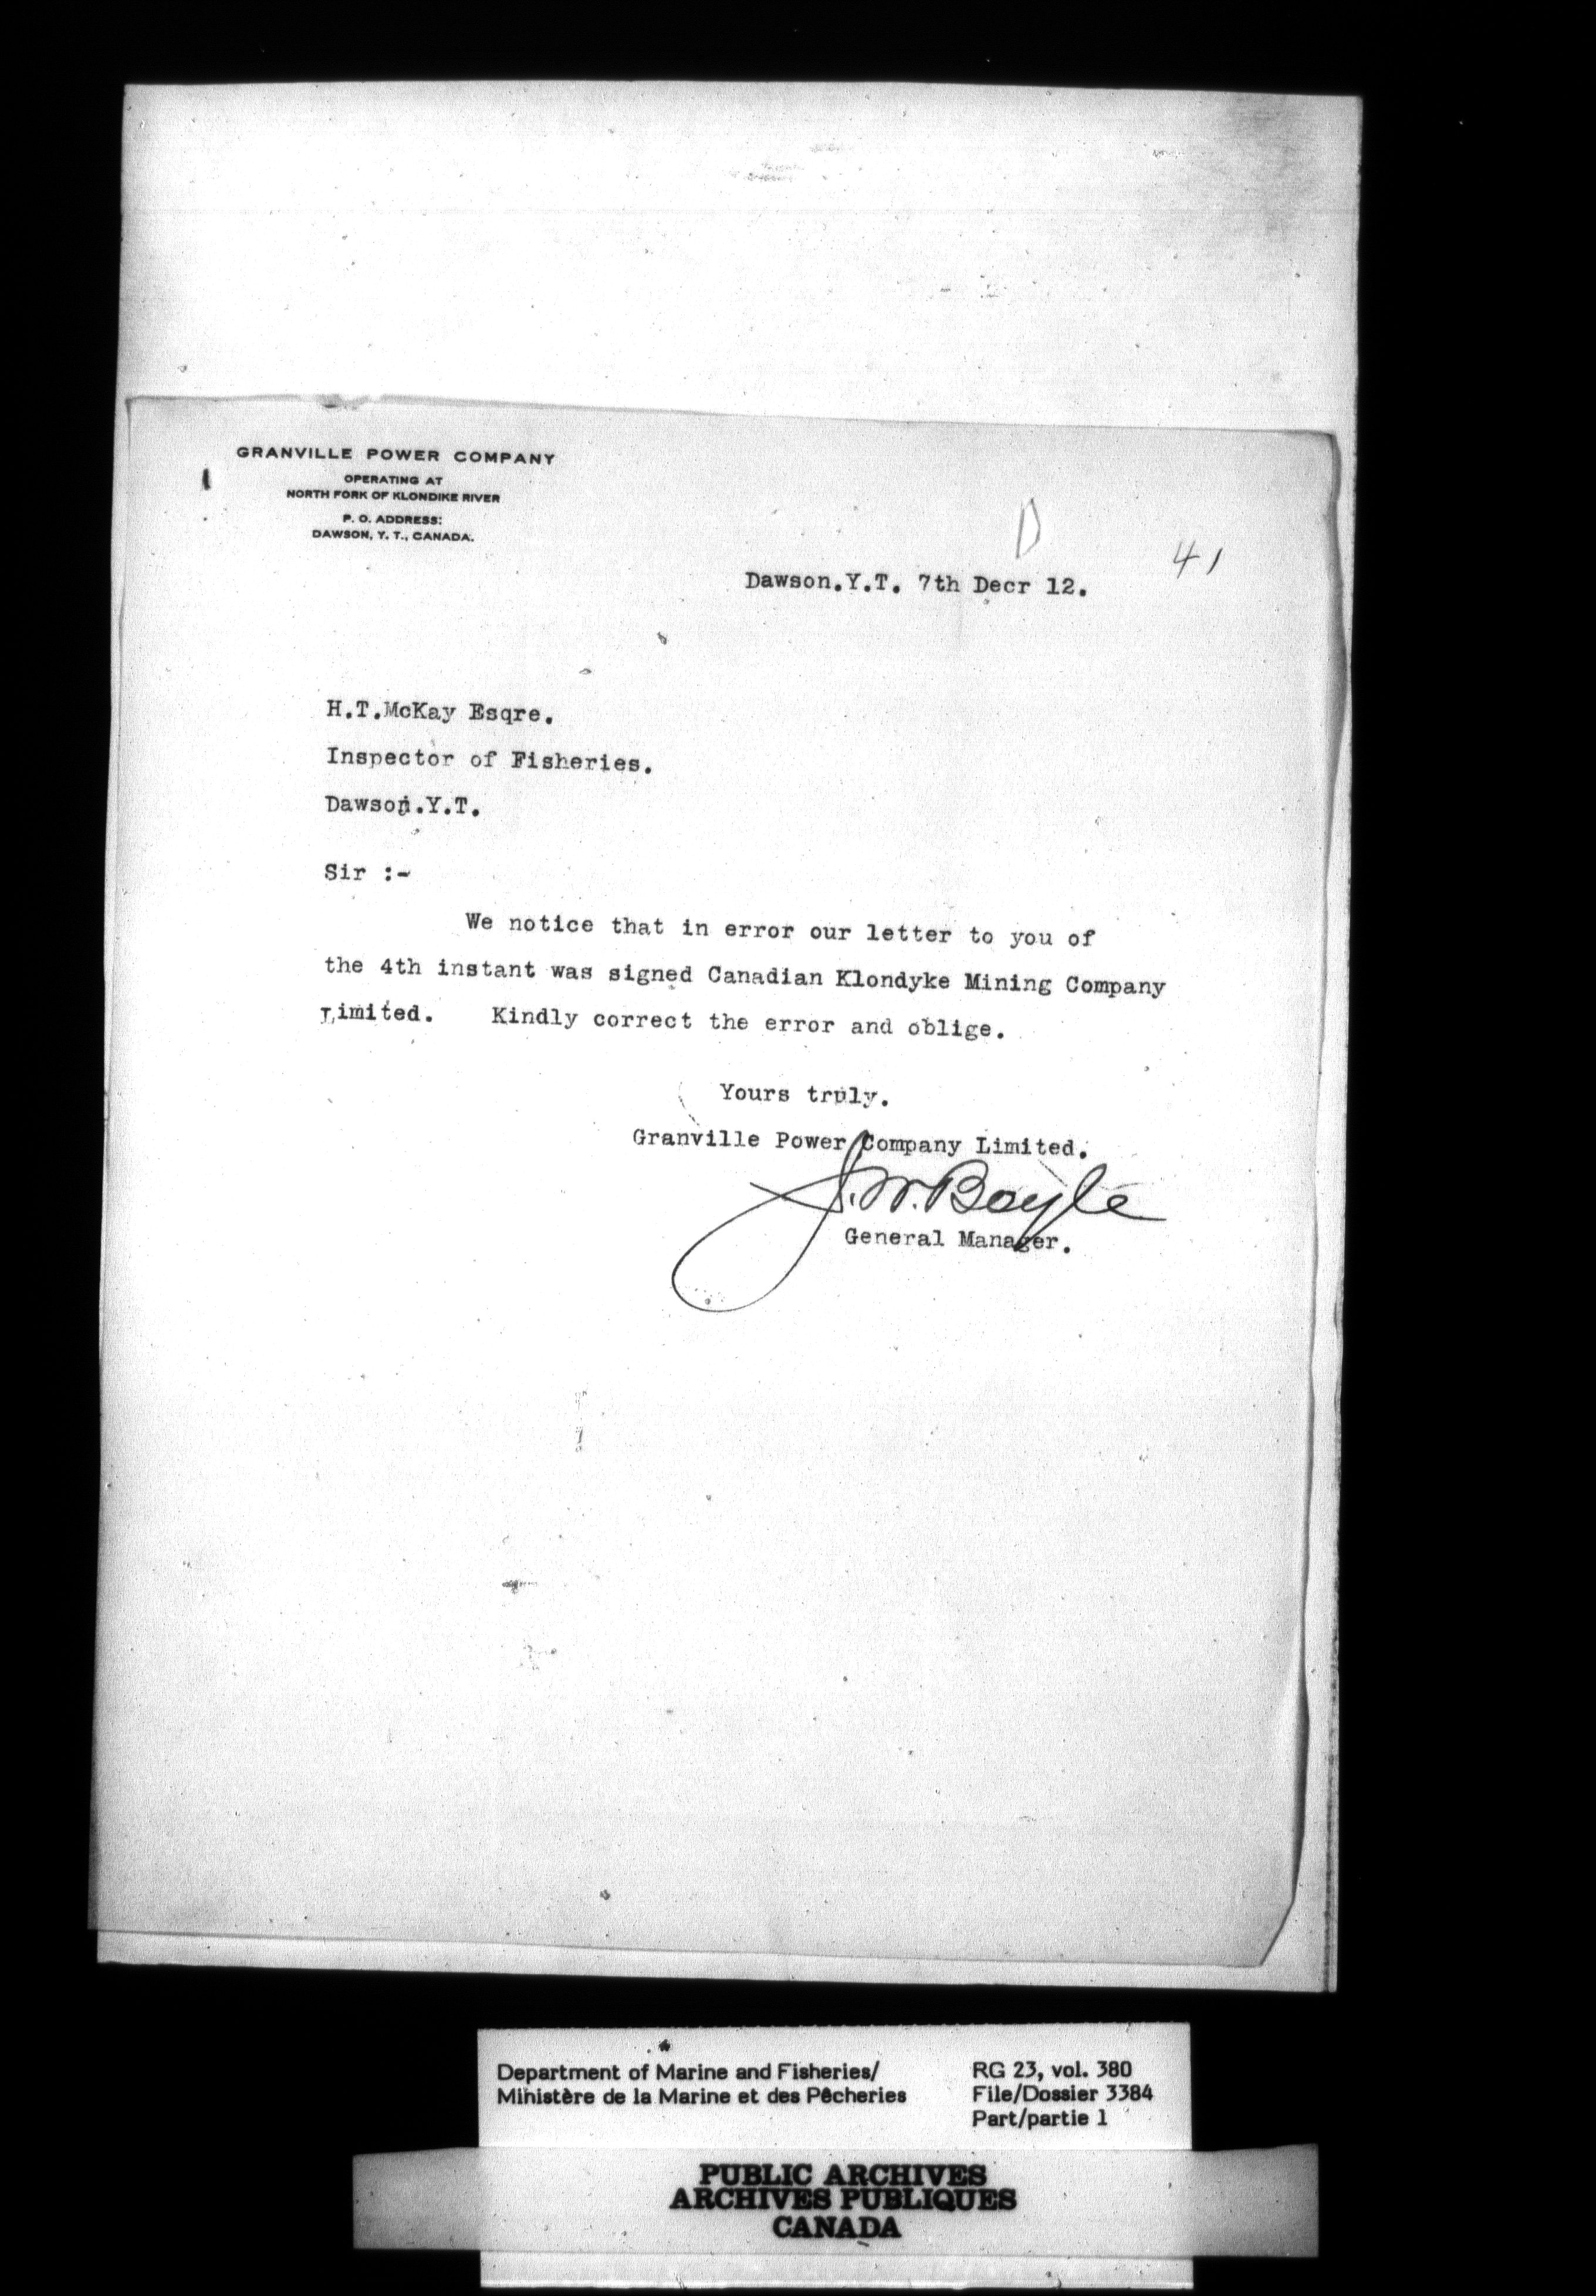 GRANVILLE POWER COMPANY
OPERATING AT
NORTH FORK OF KLONDIKE RIVER
P. O. ADDRESS:
DAWSON, Y. T., CANADA.
D
41
Dawson.Y.T. 7th Decr 12.
H.T.McKay Esqre.
Inspector of Fisheries.
Dawson.Y.T.
Sir :-
We notice that in error our letter to you of
the 4th instant was signed Canadian Klondyke Mining Company
Limited. Kindly correct the error and oblige.
Yours truly.
Granville Power Company Limited.
J.W.Boyle
General Manager.
Department of Marine and Fisheries/
Ministère de la Marine et des Pêcheries
RG 23, vol. 380
File/Dossier 3384
Part/partie 1
PUBLIC ARCHIVES
ARCHIVES PUBLIQUES
CANADA